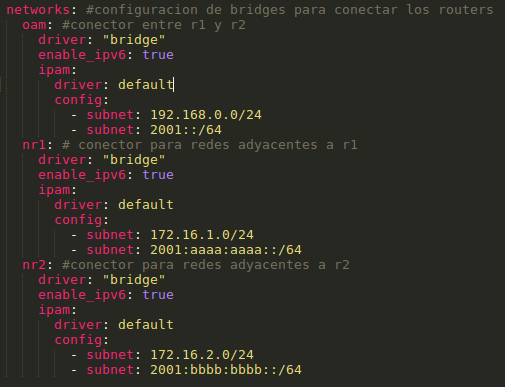 networks: #configuracion de bridges para conectar los routers
  oam: #conector entre r1 y r2
    driver: "bridge"
    enable_ipv6: true
    ipam:
      driver: default
      config:
        - subnet: 192.168.0.0/24
        - subnet: 2001::/64
  nr1: # conector para redes adyacentes a r1
    driver: "bridge"
    enable_ipv6: true
    ipam:
      driver: default
      config:
        - subnet: 172.16.1.0/24
        - subnet: 2001:aaaa:aaaa::/64
  nr2: #conector para redes adyacentes a r2
    driver: "bridge"
    enable_ipv6: true
    ipam:
      driver: default
      config:
        - subnet: 172.16.2.0/24
        - subnet: 2001:bbbb:bbbb::/64